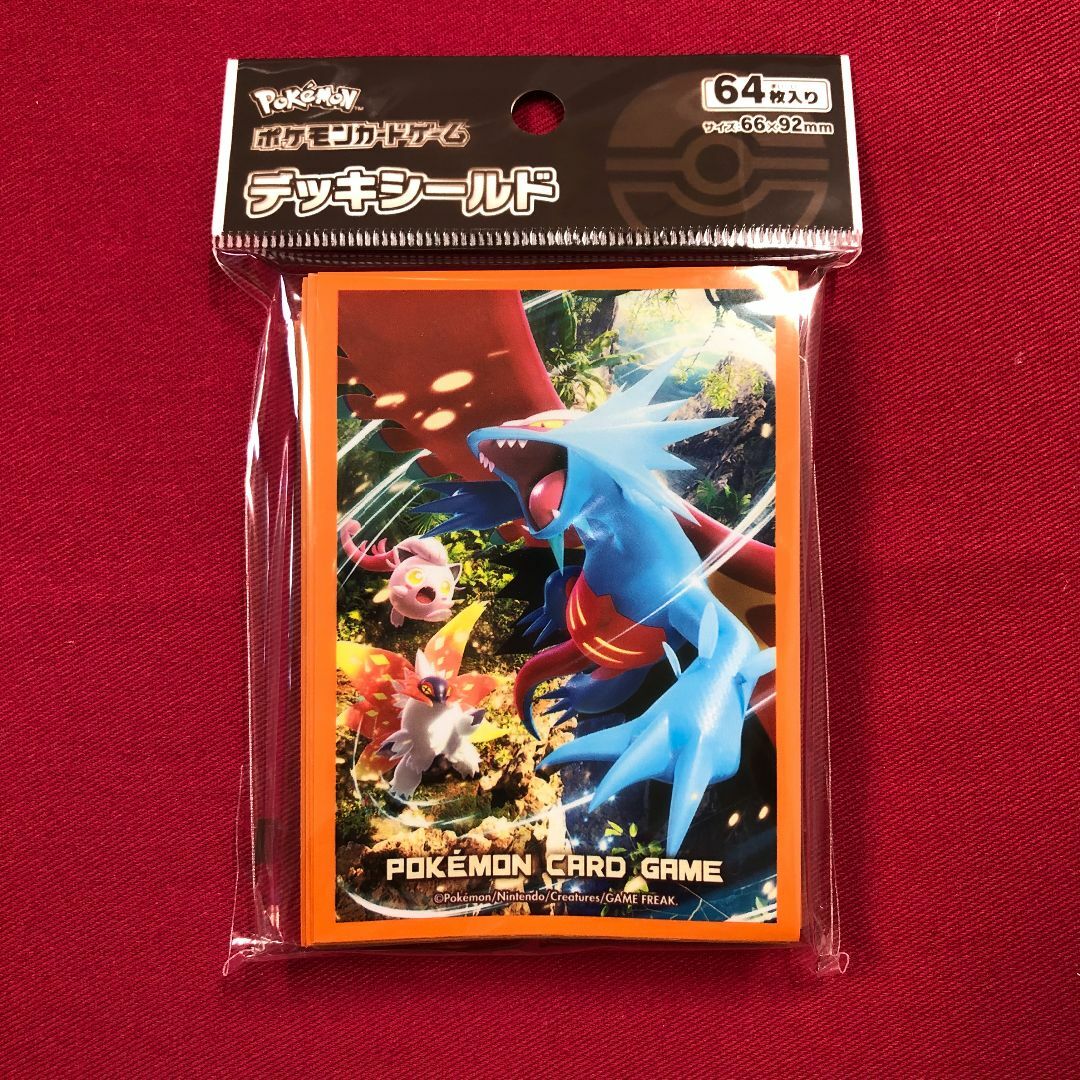 POKÉMON™
ポケモンカードゲーム
デッキシールド
64枚入り
サイズ:66×92mm
POKÉMON CARD GAME
©Pokémon/Nintendo/Creatures/GAME FREAK.